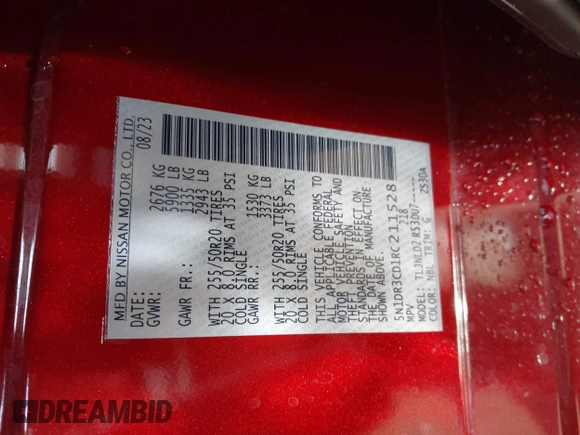 MFD BY NISSAN MOTOR CO., LTD.
DATE: 08/23
GVWR: 2676 KG
5900 LB
GAWR FR.: 1335 KG
2943 LB
WITH 255/50R20 TIRES
20 X 8.0 RIMS AT 35 PSI
COLD SINGLE
GAWR RR.: 1530 KG
3373 LB
WITH 255/50R20 TIRES
20 X 8.0 RIMS AT 35 PSI
COLD SINGLE
THIS VEHICLE CONFORMS TO
ALL APPLICABLE FEDERAL
MOTOR VEHICLE SAFETY AND
THEFT PREVENTION
STANDARDS IN EFFECT ON
THE DATE OF MANUFACTURE
SHOWN ABOVE.
5N1DR3CD1RC211528
MPV 218
MODEL: TLJNLDZ R53DUJ-----
COLOR: NBL TRIM: G Z5J0A
DREAMBID